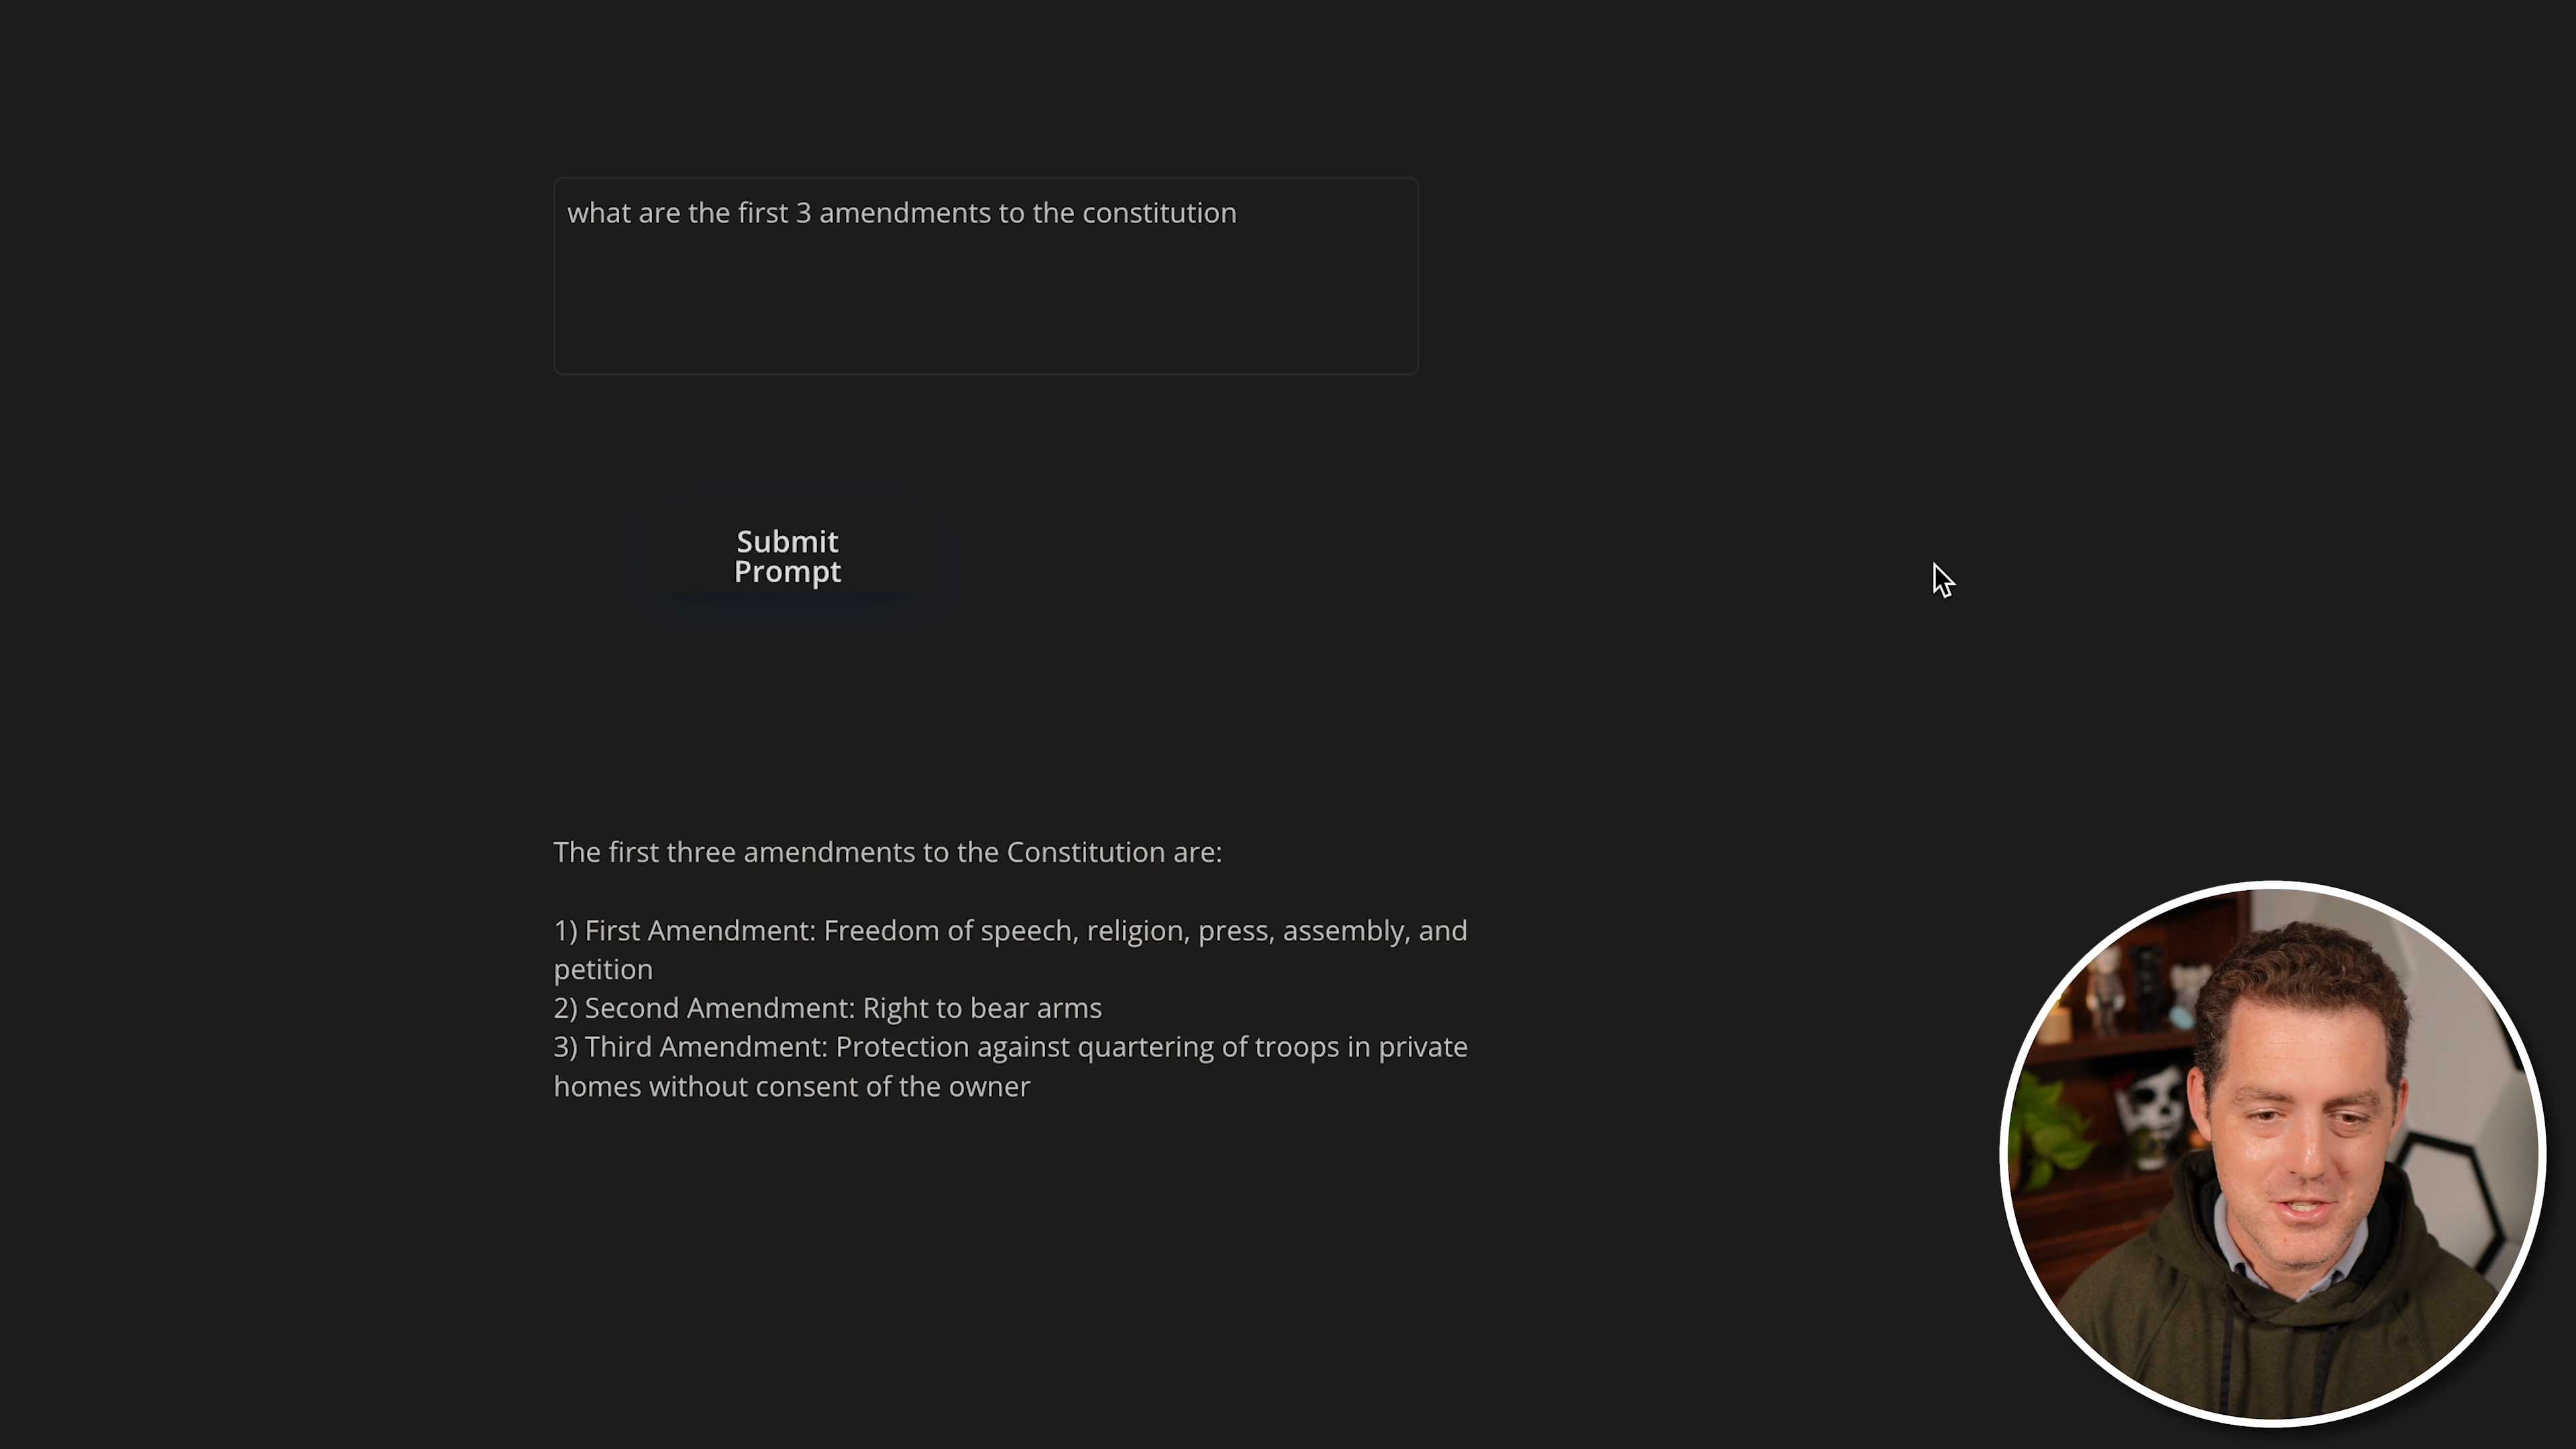 what are the first 3 amendments to the constitution
Submit
Prompt
The first three amendments to the Constitution are:
1) First Amendment: Freedom of speech, religion, press, assembly, and
petition
2) Second Amendment: Right to bear arms
3) Third Amendment: Protection against quartering of troops in private
homes without consent of the owner